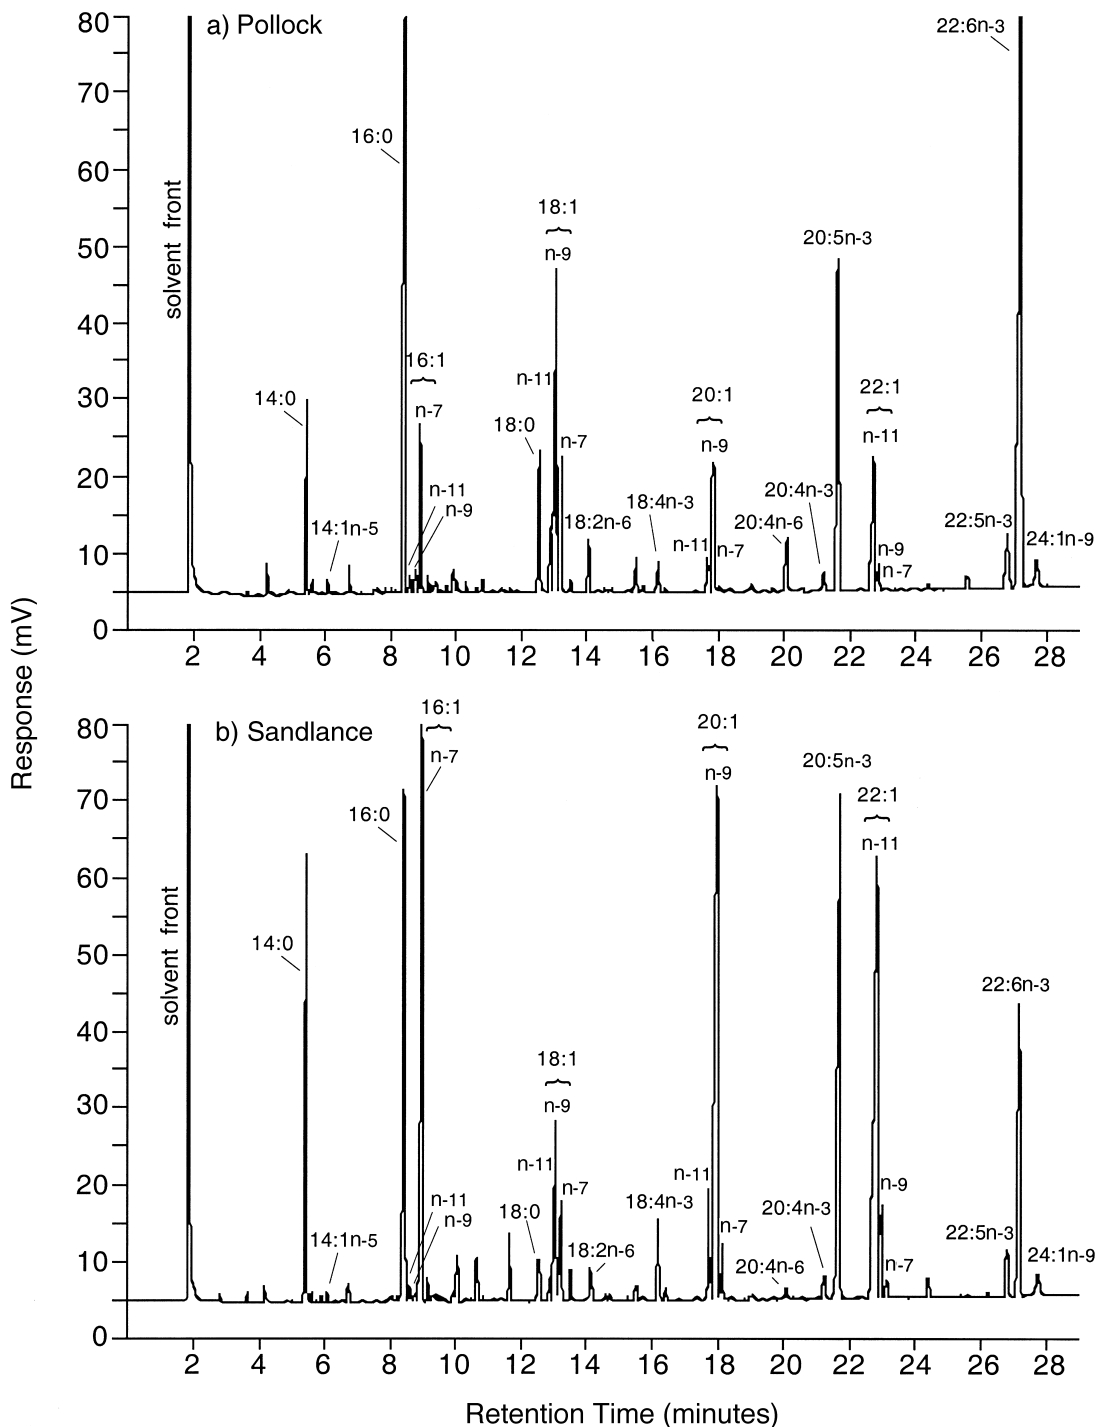 a) Pollock
80
70
60
50
40
30
20
10
0
solvent front
14:0
14:1n-5
16:0
16:1
n-7
n-11
n-9
18:0
18:1
n-9
n-11
n-7
18:2n-6
18:4n-3
20:1
n-9
n-11
n-7
20:4n-6
20:4n-3
20:5n-3
22:1
n-11
n-9
n-7
22:5n-3
22:6n-3
24:1n-9
2 4 6 8 10 12 14 16 18 20 22 24 26 28
Response (mV)
b) Sandlance
80
70
60
50
40
30
20
10
0
solvent front
14:0
14:1n-5
16:0
16:1
n-7
n-11
n-9
18:0
18:1
n-9
n-11
n-7
18:2n-6
18:4n-3
20:1
n-9
n-11
n-7
20:4n-6
20:4n-3
20:5n-3
22:1
n-11
n-9
n-7
22:5n-3
22:6n-3
24:1n-9
2 4 6 8 10 12 14 16 18 20 22 24 26 28
Retention Time (minutes)